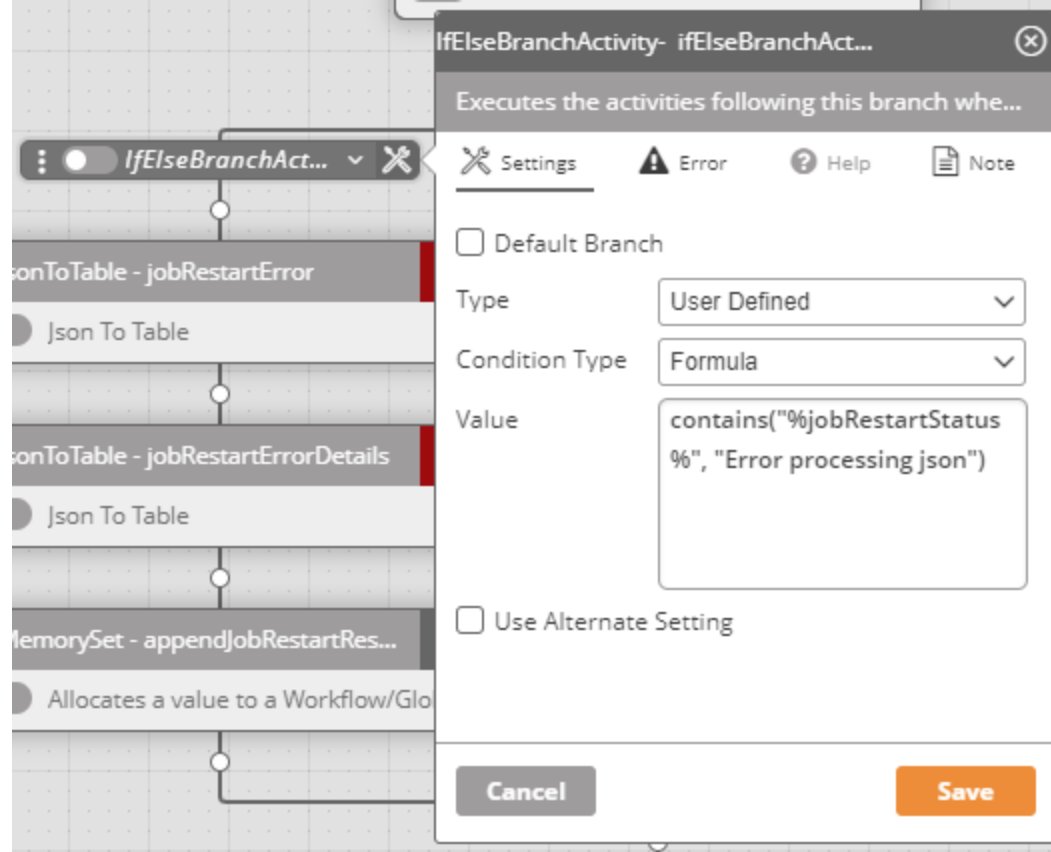 IfElseBranchActivity- ifElseBranchAct...
Executes the activities following this branch whe...
IfElseBranchAct...
Settings
Error
Help
Note
Default Branch
Type
User Defined
Condition Type
Formula
Value
contains("%jobRestartStatus
%", "Error processing json")
Use Alternate Setting
Cancel
Save
sonToTable - jobRestartError
Json To Table
sonToTable - jobRestartErrorDetails
Json To Table
MemorySet - appendJobRestartRes...
Allocates a value to a Workflow/Glo